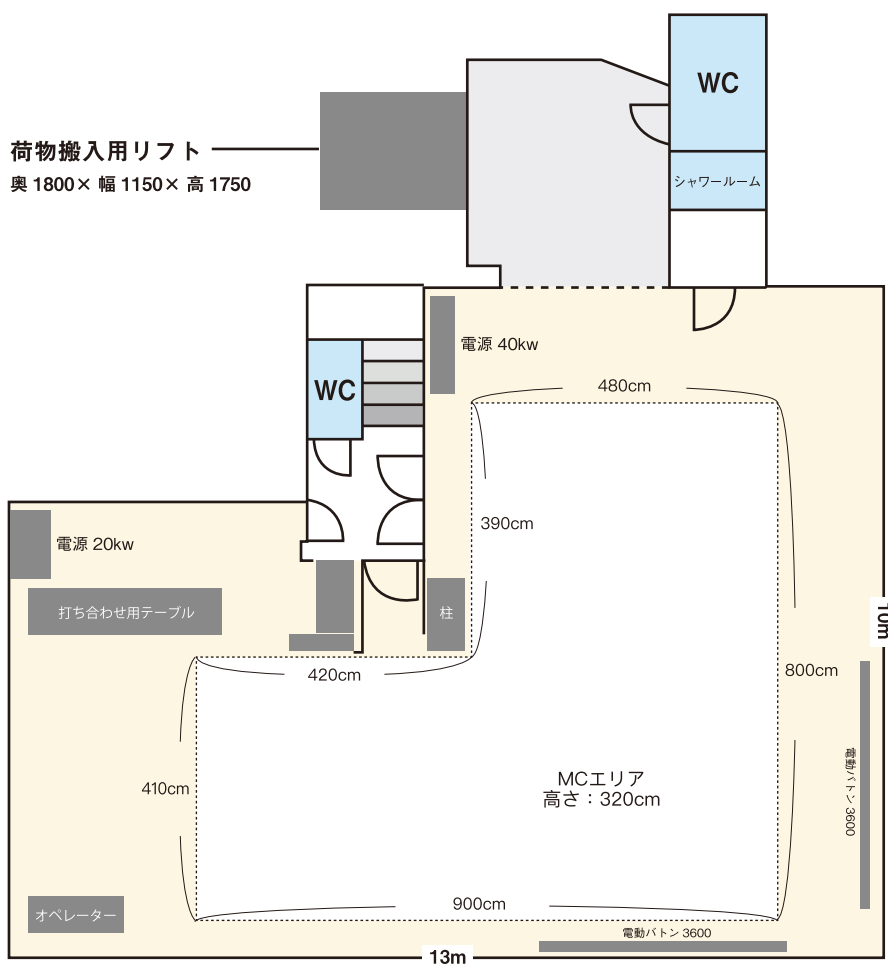 WC
荷物搬入用リフト
奥 1800× 幅 1150× 高 1750
シャワールーム
電源 40kw
WC
480cm
390cm
電源 20kw
打ち合わせ用テーブル
柱
10m
420cm
800cm
410cm
MCエリア
高さ：320cm
電動バトン 3600
900cm
オペレーター
電動バトン 3600
13m